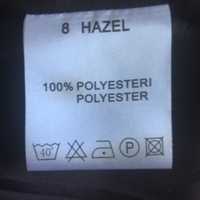 8 HAZEL
100% POLYESTERI
POLYESTER
40° P